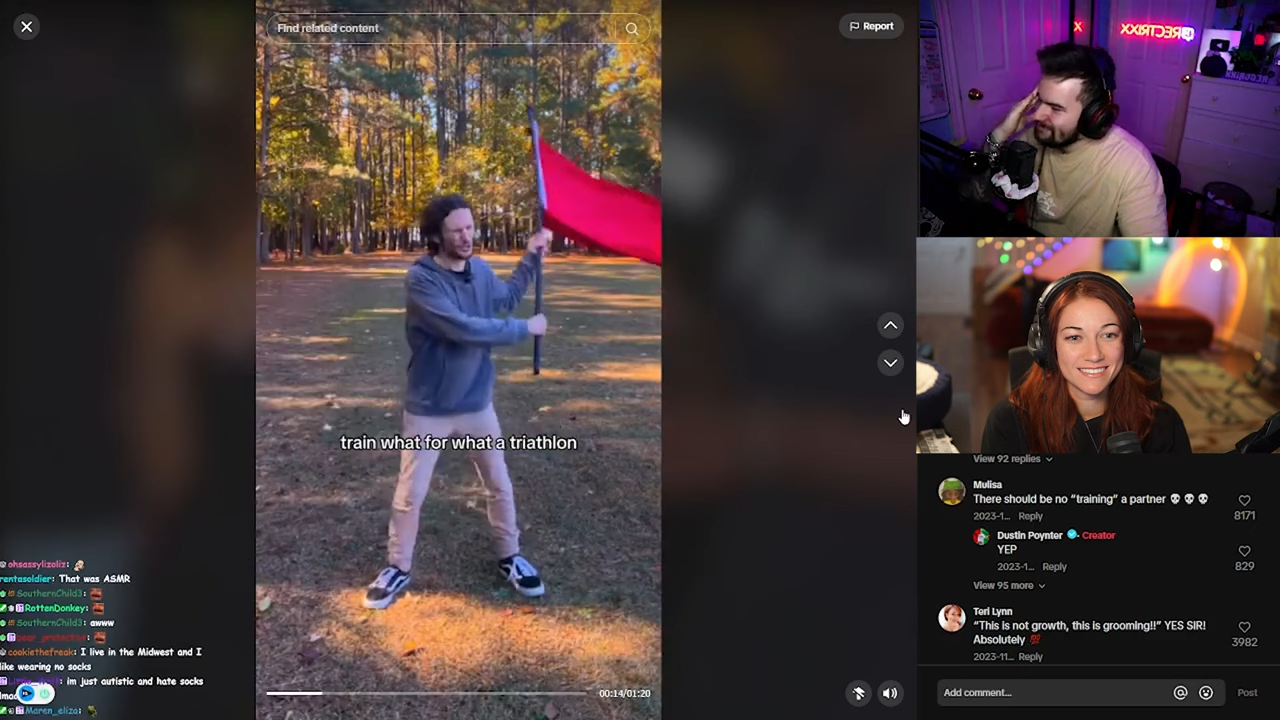 Find related content
Report
RECTRIXX
train what for what a triathlon
00:14/01:20
View 92 replies
Mulisa
There should be no “training” a partner 💀 💀 💀
2023-1... Reply
8171
Dustin Poynter · Creator
YEP
2023-1... Reply
829
View 95 more
Teri Lynn
“This is not growth, this is grooming!!” YES SIR!
Absolutely 💯
2023-11... Reply
3982
Add comment...
Post
ohsassylizoliz:
rentasoldier: That was ASMR
SouthernChild3:
RottenDonkey:
SouthernChild3: awww
cookiethefreak: I live in the Midwest and I
like wearing no socks
im just autistic and hate socks
Maren_eliza: